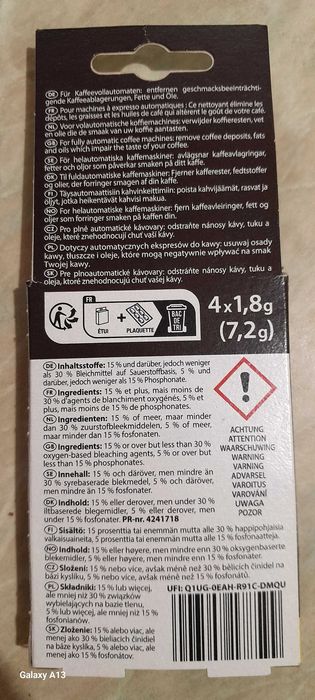 DE Für Kaffeevollautomaten: entfernen geschmacksbeeinträchti-
gende Kaffeeablagerungen, Fette und Öle.
FR Pour machines à expresso automatiques : Ce nettoyant élimine les
dépôts, les graisses et les huiles de café qui altèrent le goût de votre café.
NL Voor volautomatische koffiemachines: verwijder koffieresten, vet
en olie die de smaak van uw koffie aantasten.
GB For fully automatic coffee machines: remove coffee deposits, fats
and oils which impair the taste of your coffee.
SE För helautomatiska kaffemaskiner: avlägsnar kaffeavlagringar,
fetter och oljor som påverkar smaken på ditt kaffe.
DK Til fuldautomatiske kaffemaskiner: Fjerner kafferester, fedtstoffer
og olier, der forringer smagen af din kaffe.
FI Täysautomaattisiin kahvinkeittimiin: poista kahvijäämät, rasvat ja
öljyt, jotka heikentävät kahvisi makua.
NO For helautomatiske kaffemaskiner: fjern kaffeavleiringer, fett og
oljer som forringer smaken av kaffen.
CZ Pro plně automatické kávovary: odstraňte nánosy kávy, tuku a
oleje, které znehodnocují chuť vaší kávy.
PL Dotyczy automatycznych ekspresów do kawy: usuwaj osady
kawy, tłuszcze i oleje, które mogą negatywnie wpływać na smak
Twojej kawy.
SK Pre plnoautomatické kávovary: odstráňte nánosy kávy, tuku a
oleja, ktoré znehodnocujú chuť vašej kávy.
FR
ÉTUI
+
PLAQUETTE
BAC
DE
TRI
4x1,8g
(7,2g)
DE Inhaltsstoffe: 15 % und darüber, jedoch weniger
als 30 % Bleichmittel auf Sauerstoffbasis, 5 % und
darüber, jedoch weniger als 15 % Phosphonate.
FR Ingredients: 15 % et plus, mais moins de
30 % d'agents de blanchiment oxygénés, 5 % et
plus, mais moins de 15 % de phosphonates.
NL Ingrediënten: 15 % of meer, maar minder
dan 30 % zuurstofbleekmiddelen, 5 % of meer,
maar minder dan 15 % fosfonaten.
GB Ingredients: 15 % or over but less than 30 %
oxygen-based bleaching agents, 5 % or over but
less than 15 % phosphonates.
SE Innehåll: 15 % och däröver, men mindre än
30 % syrebaserade blekmedel, 5 % och däröver,
men mindre än 15 % fosfonater.
DK Indhold: 15 % eller derover, men under 30 %
iltbaserede blegemidler, 5 % eller derover, men
under 15 % fosfonater. PR-nr. 4241718
FI Sisältö: 15 prosenttia tai enemmän mutta alle 30 % happipohjaisia
valkaisuaineita, 5 prosenttia tai enemmän mutta alle 15 % fosfonaatteja.
NO Indhold: 15 % eller høyere, men mindre enn 30 % oksygenbaserte
blekemidler, 5 % eller høyere, men mindre enn 15 % fosfonater.
CZ Složení: 15 % nebo více, avšak méně než 30 % bělicích činidel na
bázi kyslíku, 5 % nebo více, avšak méně než 15 % fosfonátů.
PL Składniki: 15 % lub więcej,
ale mniej niż 30 % związków
wybielających na bazie tlenu,
5 % lub więcej, ale mniej niż 15 %
fosfonianów.
SK Zloženie: 15 % alebo viac, ale
menej ako 30 % bieliacich činidiel
na báze kyslíka, 5 % alebo viac,
ale menej ako 15 % fosfonátov.
ACHTUNG
ATTENTION
WAARSCHUWING
WARNING
VARNING
ADVARSEL
VAROITUS
VAROVÁNÍ
UWAGA
POZOR
UFI: Q1UG-0EAH-R91C-DMQU
Galaxy A13